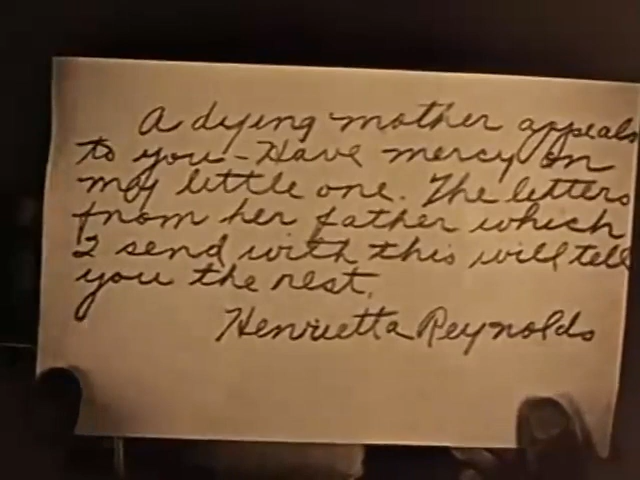 A dying mother appeals
to you - Have mercy on
my little one. The letters
from her father which
I send with this will tell
you the rest.
Henrietta Reynolds